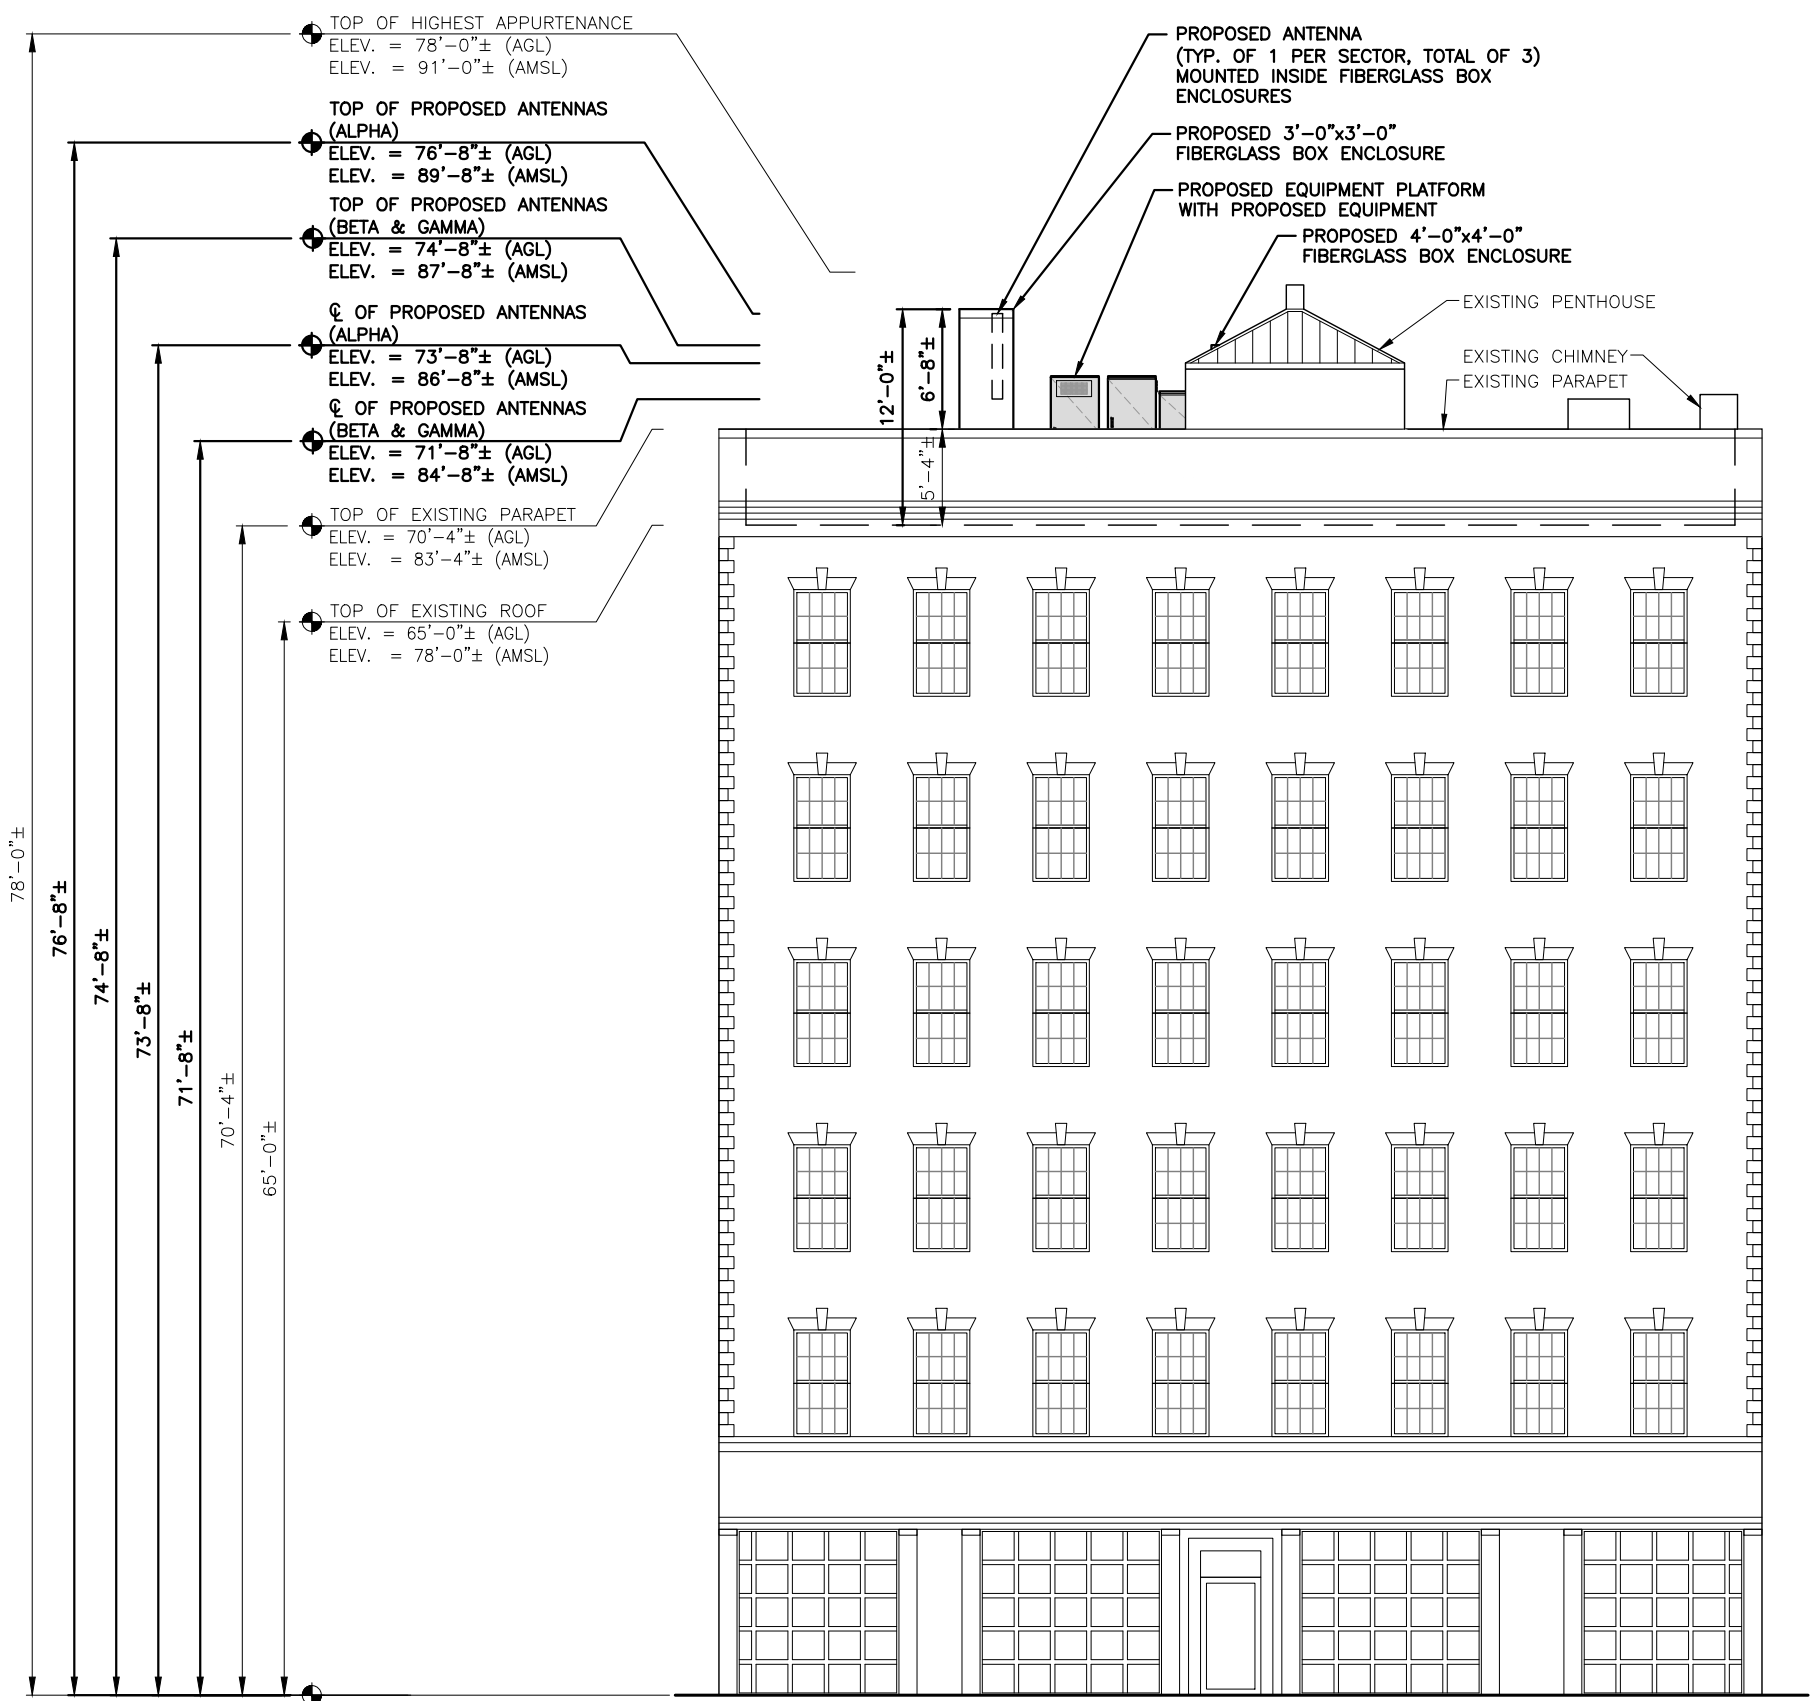 TOP OF HIGHEST APPURTENANCE
ELEV. = 78'-0"± (AGL)
ELEV. = 91'-0"± (AMSL)
TOP OF PROPOSED ANTENNAS
(ALPHA)
ELEV. = 76'-8"± (AGL)
ELEV. = 89'-8"± (AMSL)
TOP OF PROPOSED ANTENNAS
(BETA & GAMMA)
ELEV. = 74'-8"± (AGL)
ELEV. = 87'-8"± (AMSL)
℄ OF PROPOSED ANTENNAS
(ALPHA)
ELEV. = 73'-8"± (AGL)
ELEV. = 86'-8"± (AMSL)
℄ OF PROPOSED ANTENNAS
(BETA & GAMMA)
ELEV. = 71'-8"± (AGL)
ELEV. = 84'-8"± (AMSL)
TOP OF EXISTING PARAPET
ELEV. = 70'-4"± (AGL)
ELEV. = 83'-4"± (AMSL)
TOP OF EXISTING ROOF
ELEV. = 65'-0"± (AGL)
ELEV. = 78'-0"± (AMSL)
78'-0"±
76'-8"±
74'-8"±
73'-8"±
71'-8"±
70'-4"±
65'-0"±
PROPOSED ANTENNA
(TYP. OF 1 PER SECTOR, TOTAL OF 3)
MOUNTED INSIDE FIBERGLASS BOX
ENCLOSURES
PROPOSED 3'-0"x3'-0"
FIBERGLASS BOX ENCLOSURE
PROPOSED EQUIPMENT PLATFORM
WITH PROPOSED EQUIPMENT
PROPOSED 4'-0"x4'-0"
FIBERGLASS BOX ENCLOSURE
EXISTING PENTHOUSE
EXISTING CHIMNEY
EXISTING PARAPET
12'-0"±
6'-8"±
5'-4"±